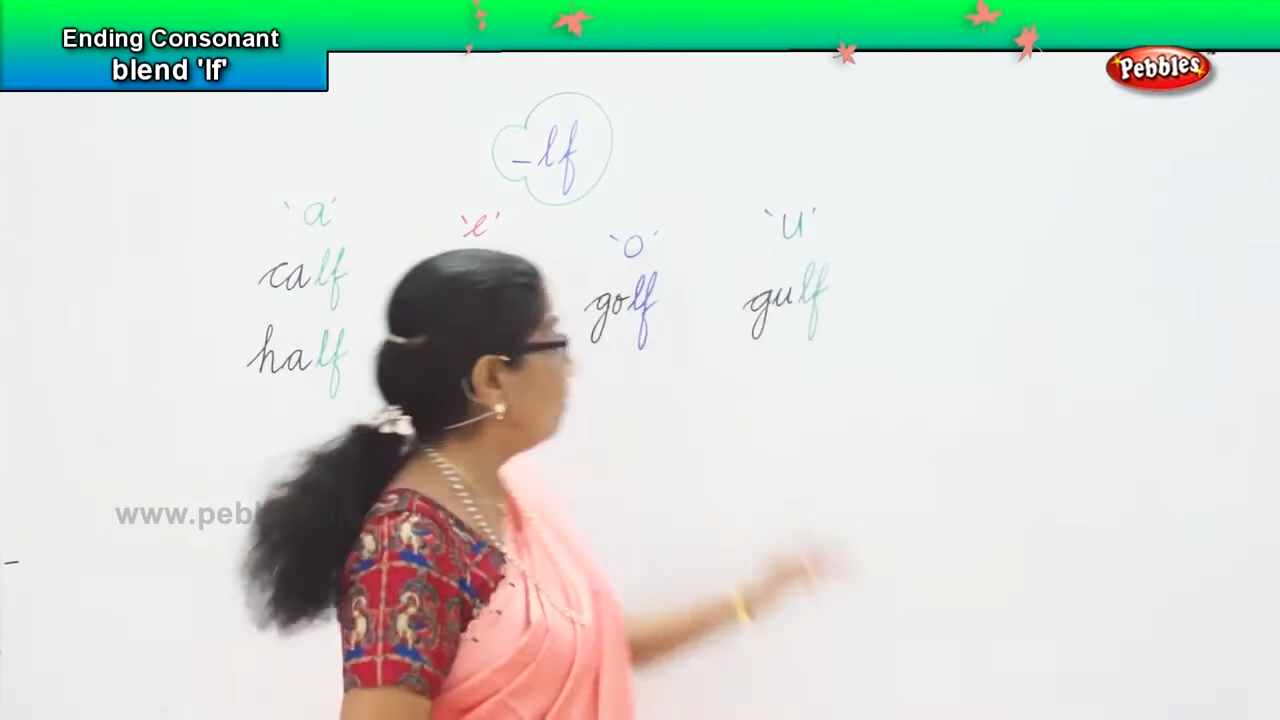 Ending Consonant
blend 'lf'
Pebbles
-lf
'a' 'e' 'o' 'u'
calf golf gulf
half